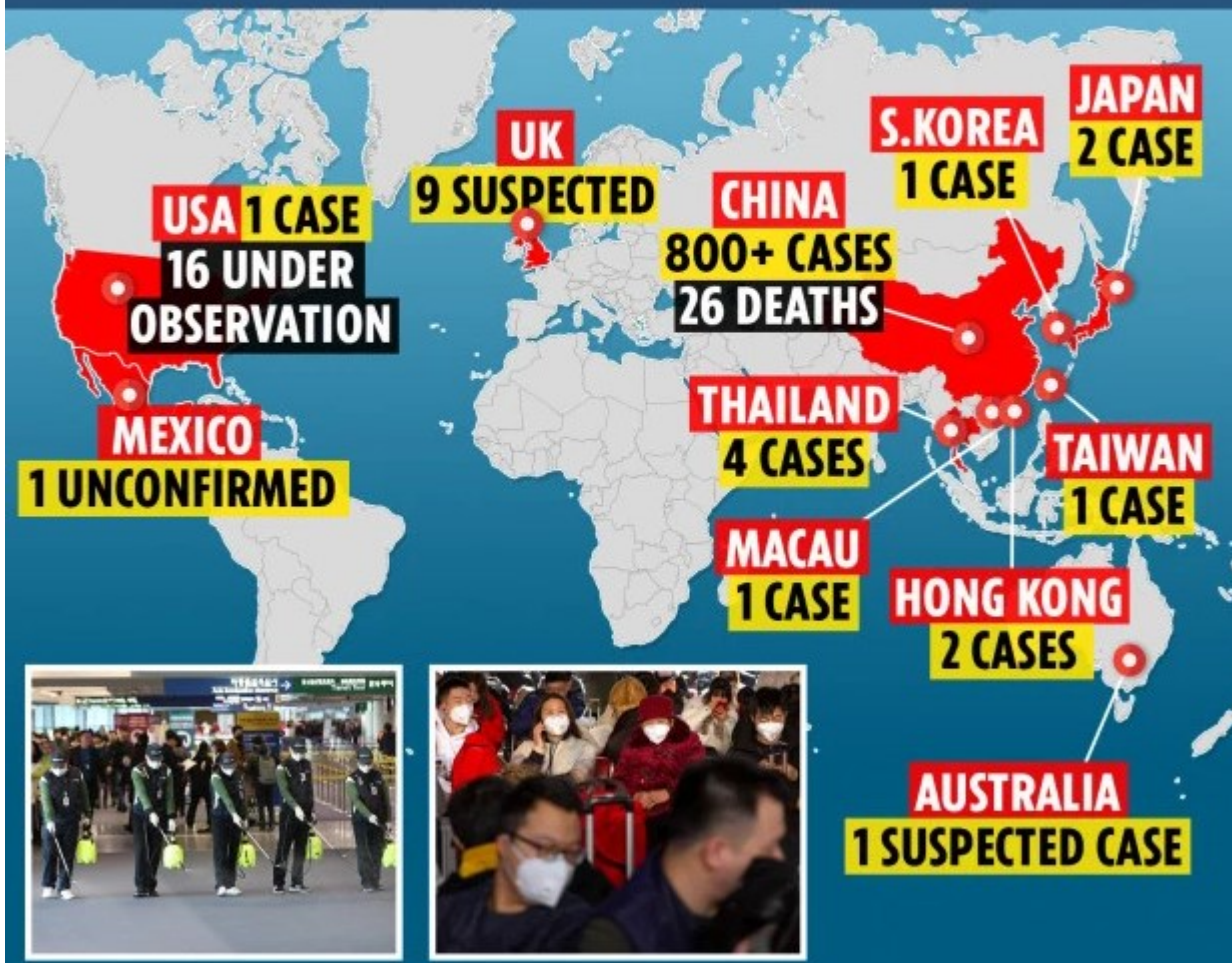 USA 1 CASE
16 UNDER
OBSERVATION
MEXICO
1 UNCONFIRMED
UK
9 SUSPECTED
CHINA
800+ CASES
26 DEATHS
S.KOREA
1 CASE
JAPAN
2 CASE
THAILAND
4 CASES
TAIWAN
1 CASE
MACAU
1 CASE
HONG KONG
2 CASES
AUSTRALIA
1 SUSPECTED CASE